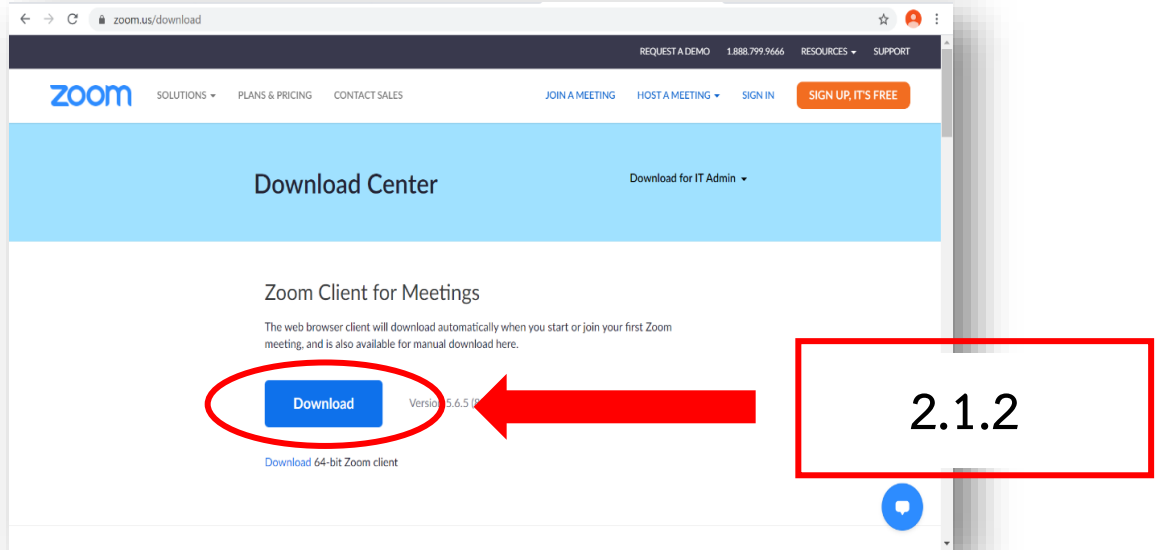 zoom.us/download
REQUEST A DEMO 1.888.799.9666 RESOURCES SUPPORT
zoom SOLUTIONS PLANS & PRICING CONTACT SALES JOIN A MEETING HOST A MEETING SIGN IN SIGN UP, IT'S FREE
Download Center Download for IT Admin
Zoom Client for Meetings
The web browser client will download automatically when you start or join your first Zoom
meeting, and is also available for manual download here.
Download Version 5.6.5
2.1.2
Download 64-bit Zoom client